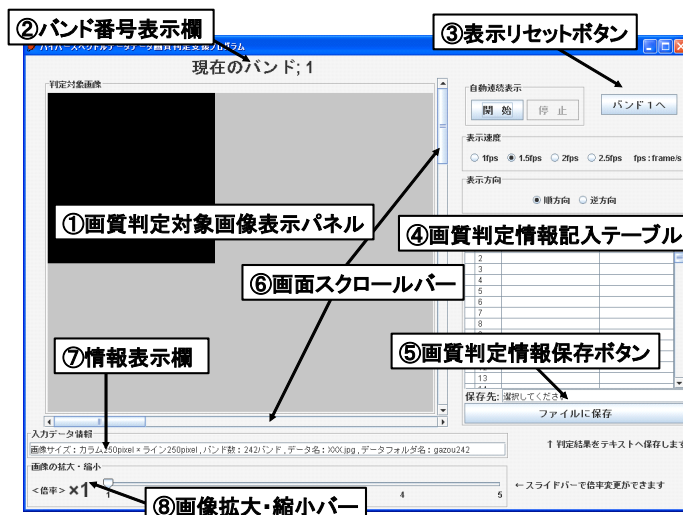 ②バンド番号表示欄
③表示リセットボタン
ハイパースペクトルデータデータ画質判定支援プログラム
現在のバンド; 1
判定対象画像
自動連続表示
開始
停止
バンド1へ
表示速度
1fps
1.5fps
2fps
2.5fps
fps : frame/s
表示方向
順方向
逆方向
①画質判定対象画像表示パネル
④画質判定情報記入テーブル
2
3
4
5
6
7
8
⑥画面スクロールバー
⑦情報表示欄
⑤画質判定情報保存ボタン
13
保存先: 選択してください
ファイルに保存
入力データ情報
画像サイズ : カラム250pixel × ライン250pixel , バンド数 : 242バンド , データ名 : XXX.jpg , データフォルダ名 : gazou242
↑ 判定結果をテキストへ保存します
画像の拡大・縮小
<倍率> ×1
1
4
5
←スライドバーで倍率変更ができます
⑧画像拡大・縮小バー